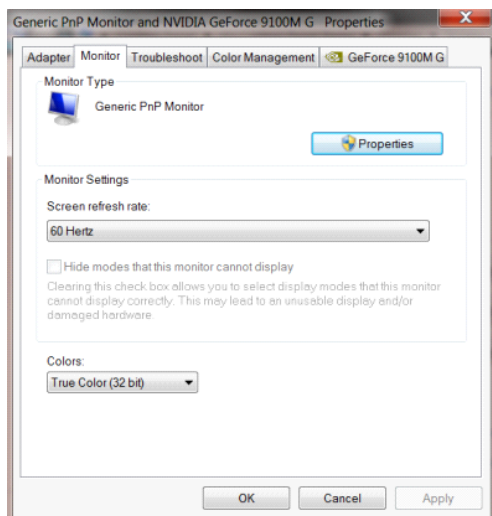 Generic PnP Monitor and NVIDIA GeForce 9100M G Properties
X
Adapter Monitor Troubleshoot Color Management GeForce 9100M G
Monitor Type
Generic PnP Monitor
Properties
Monitor Settings
Screen refresh rate:
60 Hertz
Hide modes that this monitor cannot display
Clearing this check box allows you to select display modes that this monitor
cannot display correctly. This may lead to an unusable display and/or
damaged hardware.
Colors:
True Color (32 bit)
OK Cancel Apply